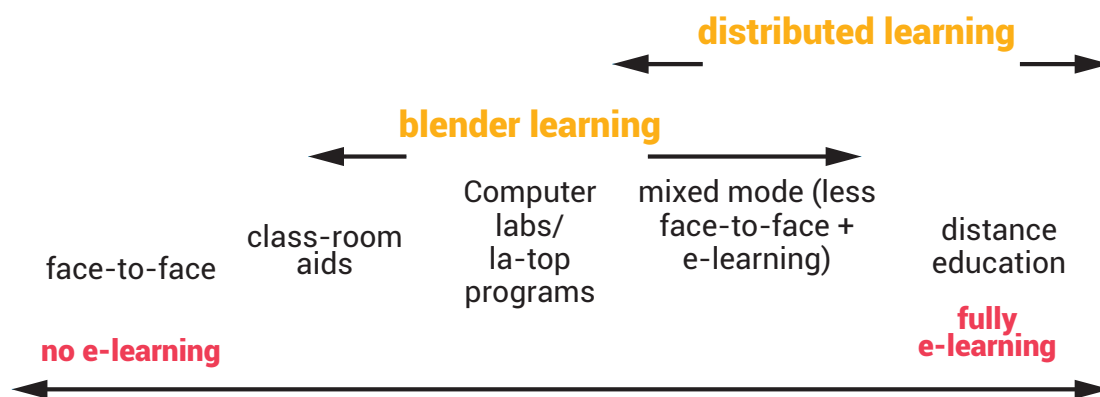 distributed learning
blender learning
face-to-face
class-room
aids
Computer
labs/
la-top
programs
mixed mode (less
face-to-face +
e-learning)
distance
education
no e-learning
fully
e-learning